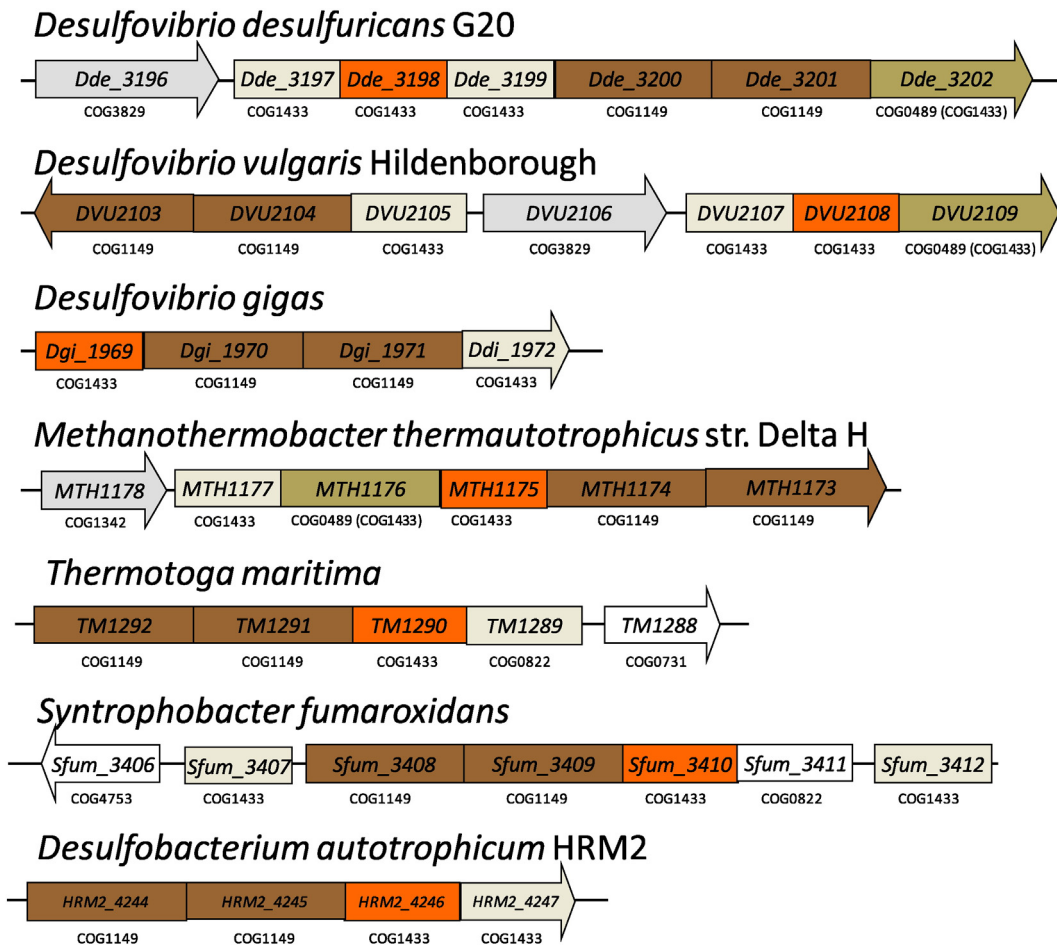 Desulfovibrio desulfuricans G20
Dde_3196 Dde_3197 Dde_3198 Dde_3199 Dde_3200 Dde_3201 Dde_3202
COG3829 COG1433 COG1433 COG1433 COG1149 COG1149 COG0489 (COG1433)
Desulfovibrio vulgaris Hildenborough
DVU2103 DVU2104 DVU2105 DVU2106 DVU2107 DVU2108 DVU2109
COG1149 COG1149 COG1433 COG3829 COG1433 COG1433 COG0489 (COG1433)
Desulfovibrio gigas
Dgi_1969 Dgi_1970 Dgi_1971 Ddi_1972
COG1433 COG1149 COG1149 COG1433
Methanothermobacter thermautotrophicus str. Delta H
MTH1178 MTH1177 MTH1176 MTH1175 MTH1174 MTH1173
COG1342 COG1433 COG0489 (COG1433) COG1433 COG1149 COG1149
Thermotoga maritima
TM1292 TM1291 TM1290 TM1289 TM1288
COG1149 COG1149 COG1433 COG0822 COG0731
Syntrophobacter fumaroxidans
Sfum_3406 Sfum_3407 Sfum_3408 Sfum_3409 Sfum_3410 Sfum_3411 Sfum_3412
COG4753 COG1433 COG1149 COG1149 COG1433 COG0822 COG1433
Desulfobacterium autotrophicum HRM2
HRM2_4244 HRM2_4245 HRM2_4246 HRM2_4247
COG1149 COG1149 COG1433 COG1433